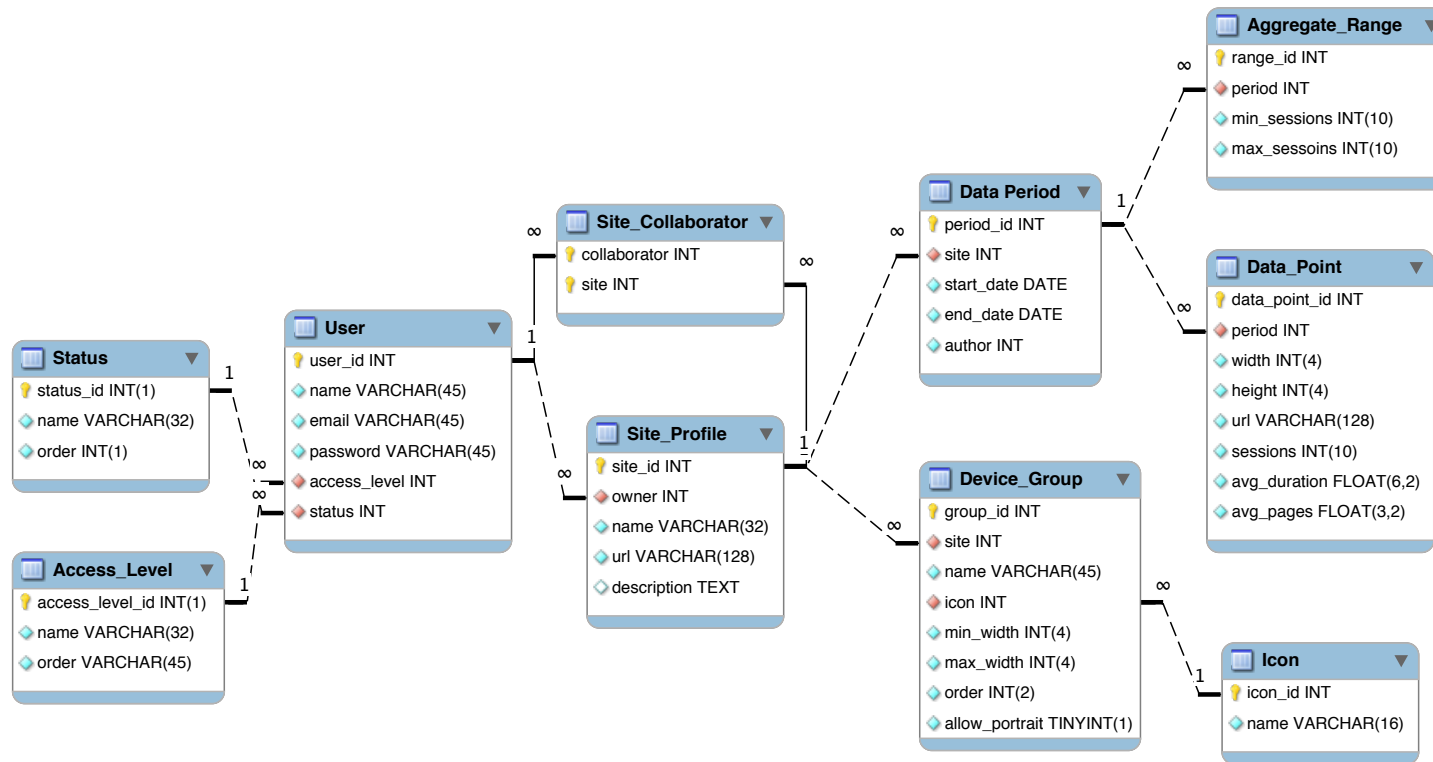 Status
status_id INT(1)
name VARCHAR(32)
order INT(1)
Access_Level
access_level_id INT(1)
name VARCHAR(32)
order VARCHAR(45)
1
1
∞
∞
User
user_id INT
name VARCHAR(45)
email VARCHAR(45)
password VARCHAR(45)
access_level INT
status INT
1
∞
∞
Site_Collaborator
collaborator INT
site INT
∞
Site_Profile
site_id INT
owner INT
name VARCHAR(32)
url VARCHAR(128)
description TEXT
1
∞
∞
Data Period
period_id INT
site INT
start_date DATE
end_date DATE
author INT
1
∞
∞
Device_Group
group_id INT
site INT
name VARCHAR(45)
icon INT
min_width INT(4)
max_width INT(4)
order INT(2)
allow_portrait TINYINT(1)
∞
1
Aggregate_Range
range_id INT
period INT
min_sessions INT(10)
max_sessoins INT(10)
Data_Point
data_point_id INT
period INT
width INT(4)
height INT(4)
url VARCHAR(128)
sessions INT(10)
avg_duration FLOAT(6,2)
avg_pages FLOAT(3,2)
Icon
icon_id INT
name VARCHAR(16)